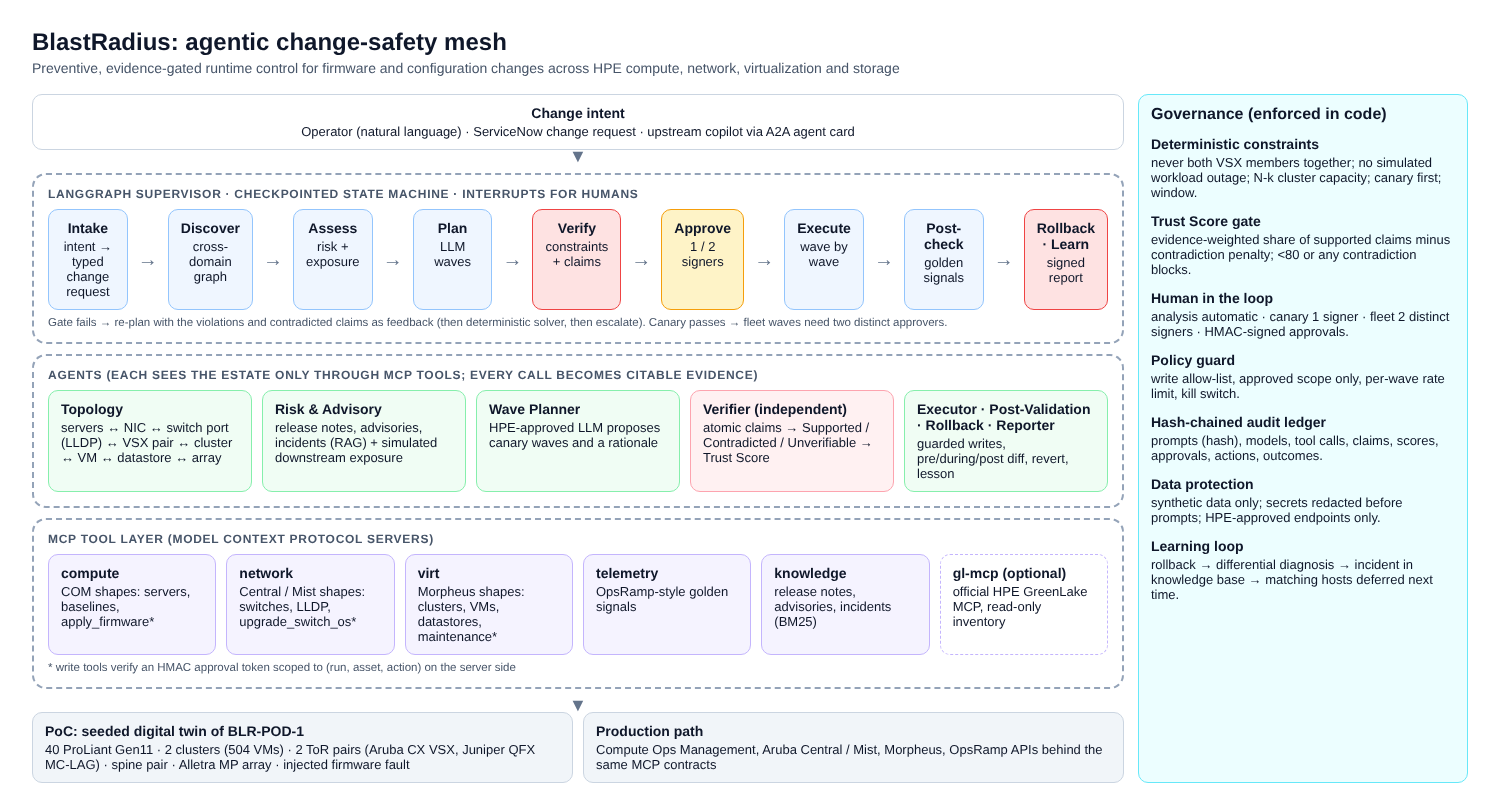 BlastRadius: agentic change-safety mesh
Preventive, evidence-gated runtime control for firmware and configuration changes across HPE compute, network, virtualization and storage
Change intent
Operator (natural language) · ServiceNow change request · upstream copilot via A2A agent card
▼
LANGGRAPH SUPERVISOR · CHECKPOINTED STATE MACHINE · INTERRUPTS FOR HUMANS
Intake
intent →
typed
change
request
→
Discover
cross-
domain
graph
→
Assess
risk +
exposure
→
Plan
LLM
waves
→
Verify
constraints
+ claims
→
Approve
1 / 2
signers
→
Execute
wave by
wave
→
Post-
check
golden
signals
→
Rollback
· Learn
signed
report
Gate fails → re-plan with the violations and contradicted claims as feedback (then deterministic solver, then escalate). Canary passes → fleet waves need two distinct approvers.
AGENTS (EACH SEES THE ESTATE ONLY THROUGH MCP TOOLS; EVERY CALL BECOMES CITABLE EVIDENCE)
Topology
servers ↔ NIC ↔ switch port
(LLDP) ↔ VSX pair ↔ cluster
↔ VM ↔ datastore ↔ array
Risk & Advisory
release notes, advisories,
incidents (RAG) + simulated
downstream exposure
Wave Planner
HPE-approved LLM proposes
canary waves and a rationale
Verifier (independent)
atomic claims → Supported /
Contradicted / Unverifiable →
Trust Score
Executor · Post-Validation
· Rollback · Reporter
guarded writes,
pre/during/post diff, revert,
lesson
MCP TOOL LAYER (MODEL CONTEXT PROTOCOL SERVERS)
compute
COM shapes: servers,
baselines,
apply_firmware*
network
Central / Mist shapes:
switches, LLDP,
upgrade_switch_os*
virt
Morpheus shapes:
clusters, VMs,
datastores,
maintenance*
telemetry
OpsRamp-style golden
signals
knowledge
release notes,
advisories, incidents
(BM25)
gl-mcp (optional)
official HPE GreenLake
MCP, read-only
inventory
* write tools verify an HMAC approval token scoped to (run, asset, action) on the server side
▼
PoC: seeded digital twin of BLR-POD-1
40 ProLiant Gen11 · 2 clusters (504 VMs) · 2 ToR pairs (Aruba CX VSX, Juniper QFX
MC-LAG) · spine pair · Alletra MP array · injected firmware fault
Production path
Compute Ops Management, Aruba Central / Mist, Morpheus, OpsRamp APIs behind the
same MCP contracts
Governance (enforced in code)
Deterministic constraints
never both VSX members together; no simulated
workload outage; N-k cluster capacity; canary first;
window.
Trust Score gate
evidence-weighted share of supported claims minus
contradiction penalty; <80 or any contradiction
blocks.
Human in the loop
analysis automatic · canary 1 signer · fleet 2 distinct
signers · HMAC-signed approvals.
Policy guard
write allow-list, approved scope only, per-wave rate
limit, kill switch.
Hash-chained audit ledger
prompts (hash), models, tool calls, claims, scores,
approvals, actions, outcomes.
Data protection
synthetic data only; secrets redacted before
prompts; HPE-approved endpoints only.
Learning loop
rollback → differential diagnosis → incident in
knowledge base → matching hosts deferred next
time.